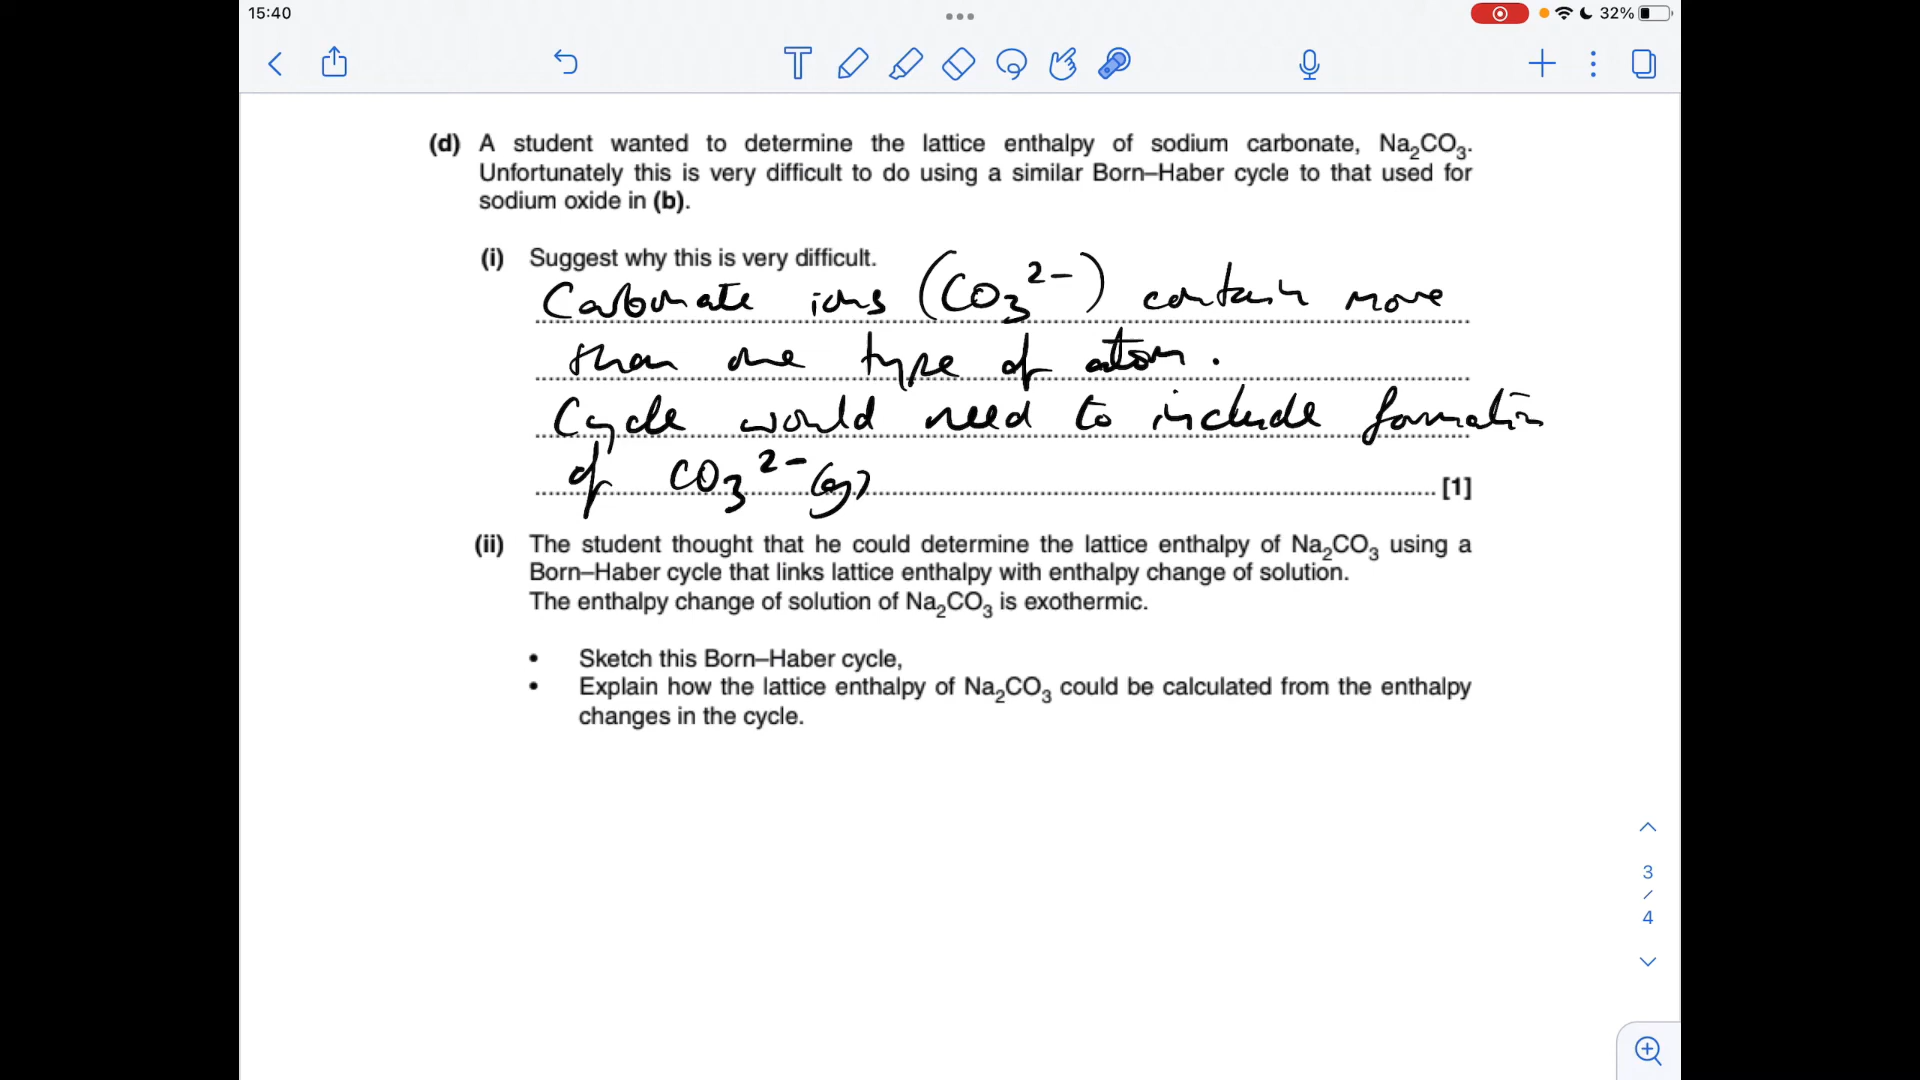 15:40
32%
(d) A student wanted to determine the lattice enthalpy of sodium carbonate, Na₂CO₃.
Unfortunately this is very difficult to do using a similar Born–Haber cycle to that used for
sodium oxide in (b).
(i) Suggest why this is very difficult.
Carbonate ions (CO₃²⁻) contain more
than one type of atom.
Cycle would need to include formation
of CO₃²⁻(g)
[1]
(ii) The student thought that he could determine the lattice enthalpy of Na₂CO₃ using a
Born–Haber cycle that links lattice enthalpy with enthalpy change of solution.
The enthalpy change of solution of Na₂CO₃ is exothermic.
• Sketch this Born–Haber cycle,
• Explain how the lattice enthalpy of Na₂CO₃ could be calculated from the enthalpy
changes in the cycle.
3
/
4